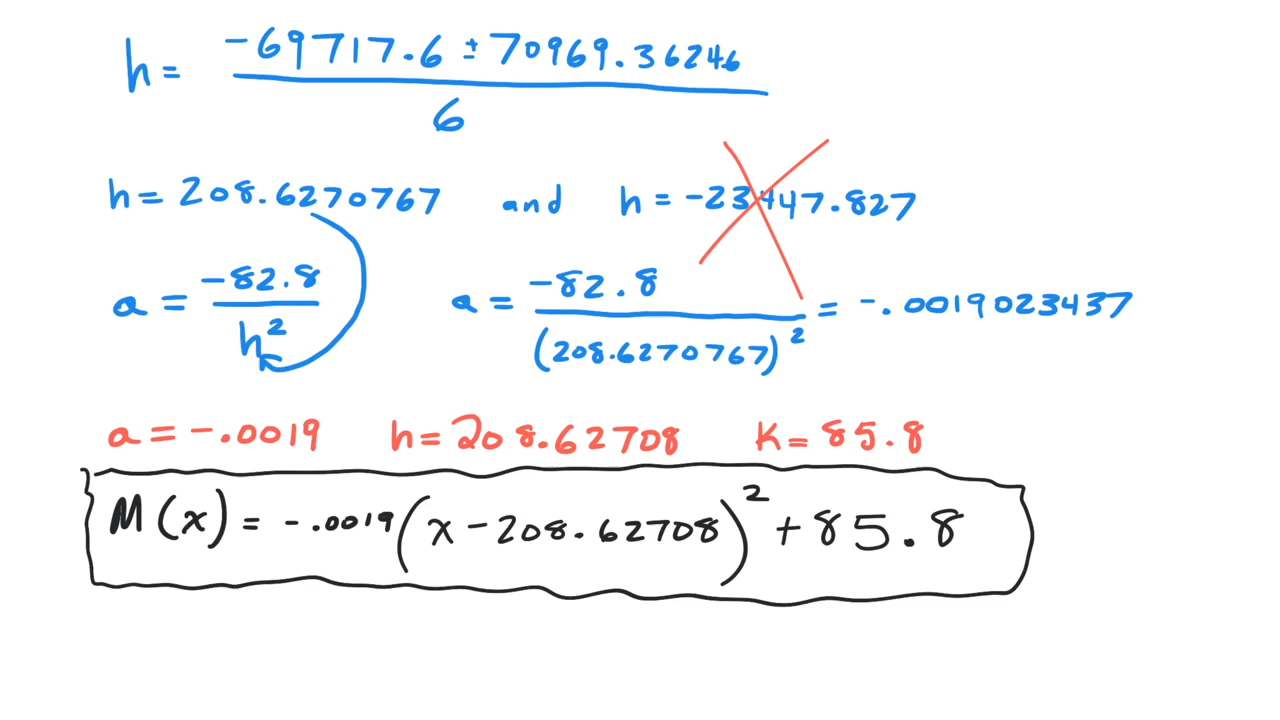 h = (-69717.6 ± 70969.36246) / 6
h = 208.6270767 and h = -23447.827
a = -82.8 / h² a = -82.8 / (208.6270767)² = -.0019023437
a = -.0019 h = 208.62708 K = 85.8
M(x) = -.0019(x - 208.62708)² + 85.8